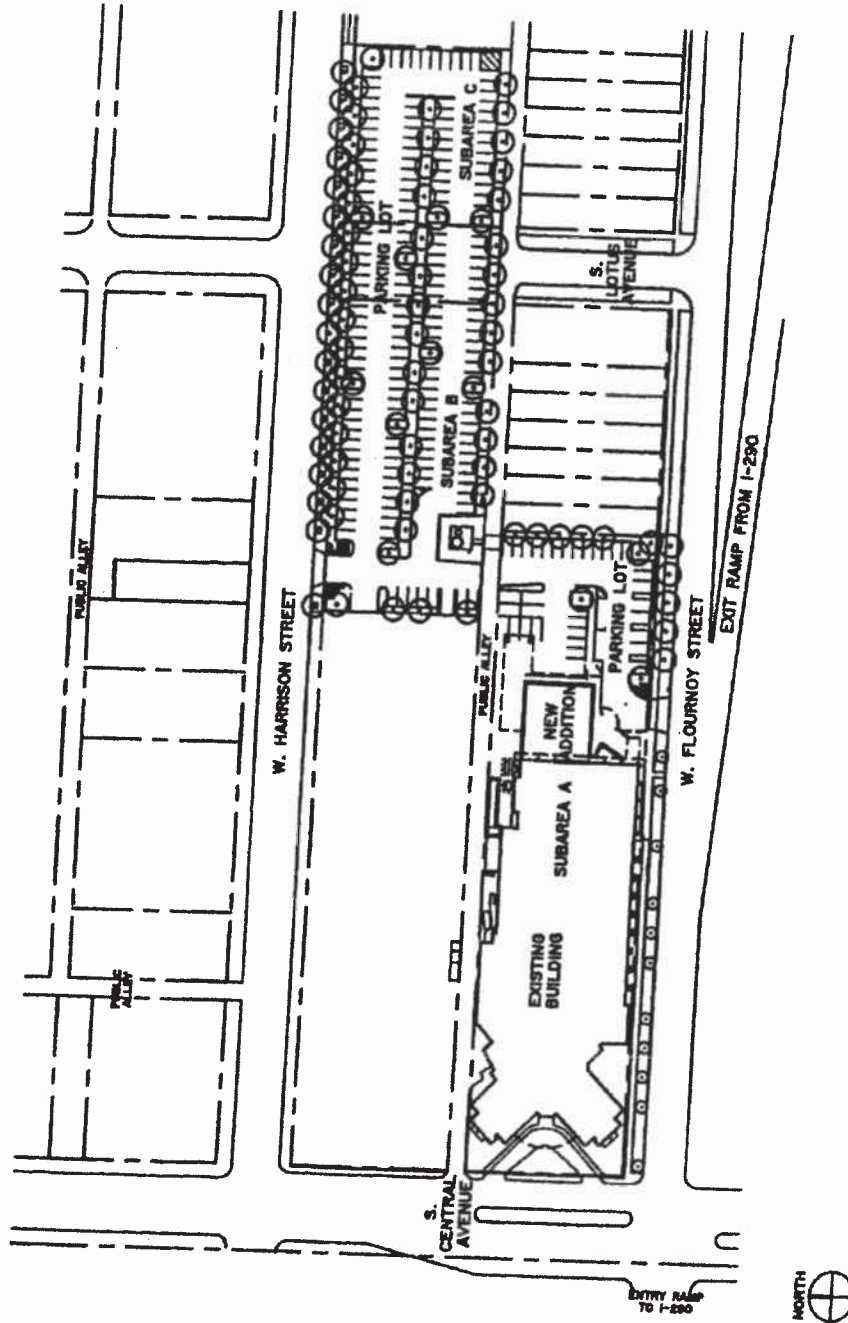 PUBLIC ALLEY
PUBLIC
ALLEY
W. HARRISON STREET
PARKING LOT
SUBAREA C
SUBAREA B
S.
LOTUS
AVENUE
PUBLIC ALLEY
PARKING LOT
NEW
ADDITION
SUBAREA A
EXISTING
BUILDING
W. FLOURNOY STREET
EXIT RAMP FROM I-290
S.
CENTRAL
AVENUE
ENTRY RAMP
TO I-290
NORTH